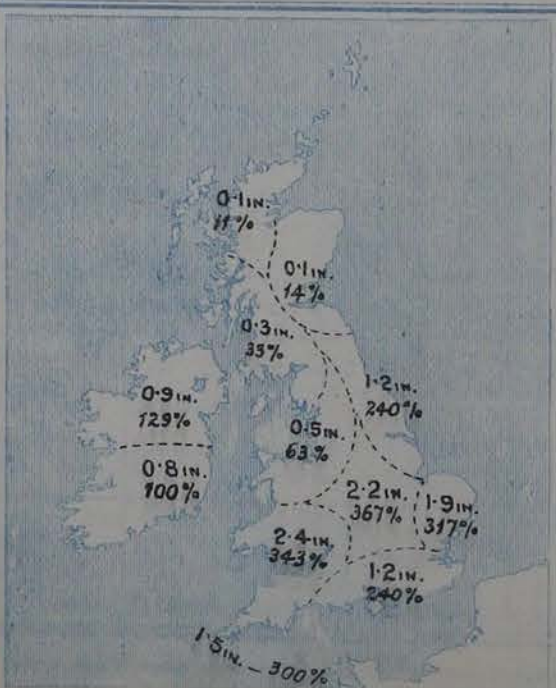 0·1 IN.
11%
0·1 IN.
14%
0·3 IN.
33%
1·2 IN.
240%
0·9 IN.
129%
0·5 IN.
63%
0·8 IN.
100%
2·2 IN.
367%
1·9 IN.
317%
2·4 IN.
343%
1·2 IN.
240%
1·5 IN. _ 300%